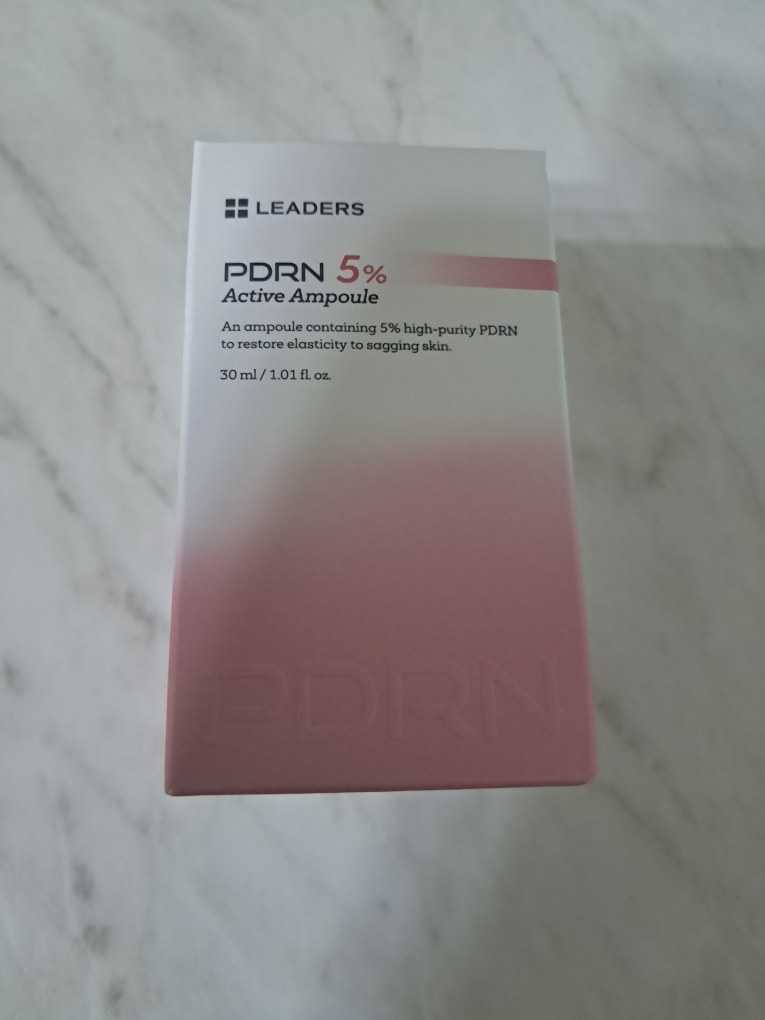 LEADERS
PDRN 5%
Active Ampoule
An ampoule containing 5% high-purity PDRN
to restore elasticity to sagging skin.
30 ml / 1.01 fl. oz.
PDRN